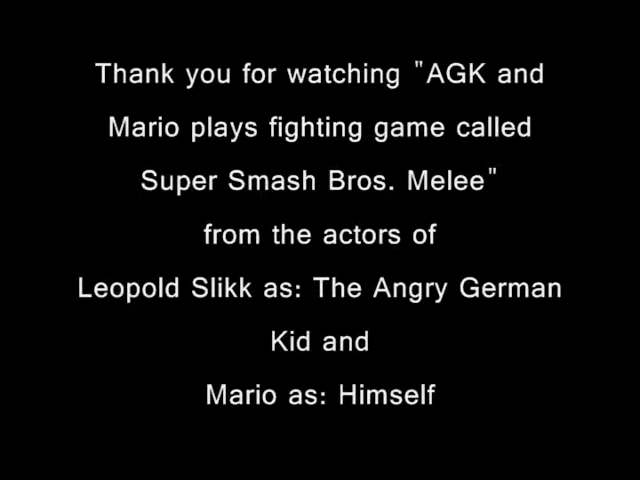 Thank you for watching "AGK and
Mario plays fighting game called
Super Smash Bros. Melee"
from the actors of
Leopold Slikk as: The Angry German
Kid and
Mario as: Himself